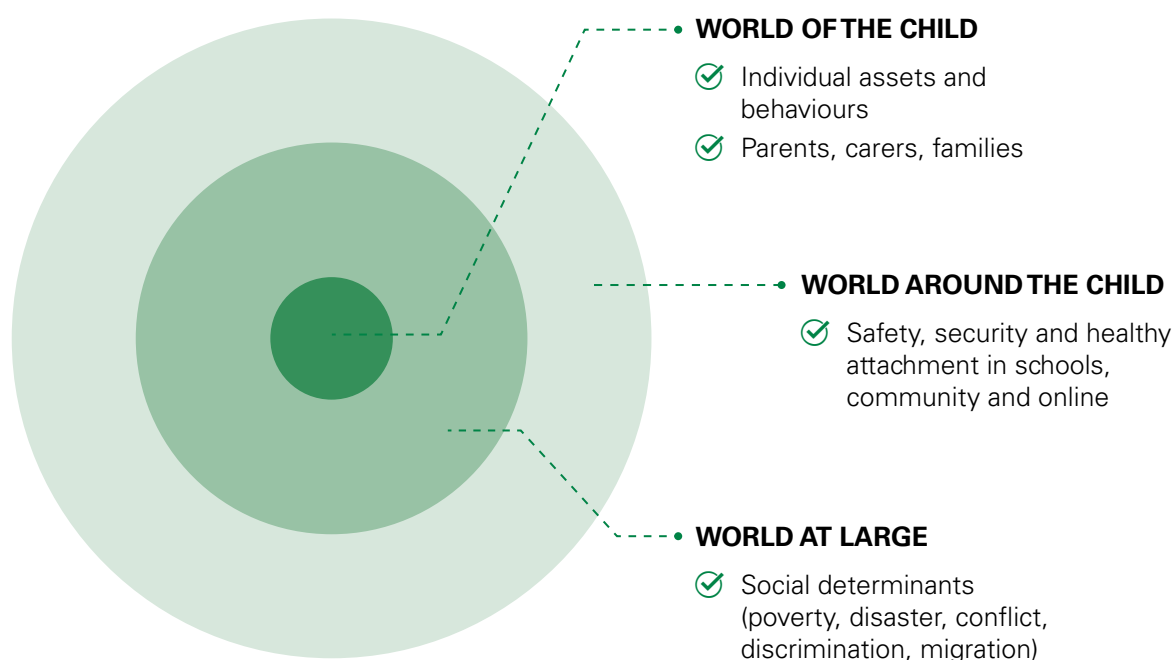 WORLD OF THE CHILD
Individual assets and
behaviours
Parents, carers, families
WORLD AROUND THE CHILD
Safety, security and healthy
attachment in schools,
community and online
WORLD AT LARGE
Social determinants
(poverty, disaster, conflict,
discrimination, migration)